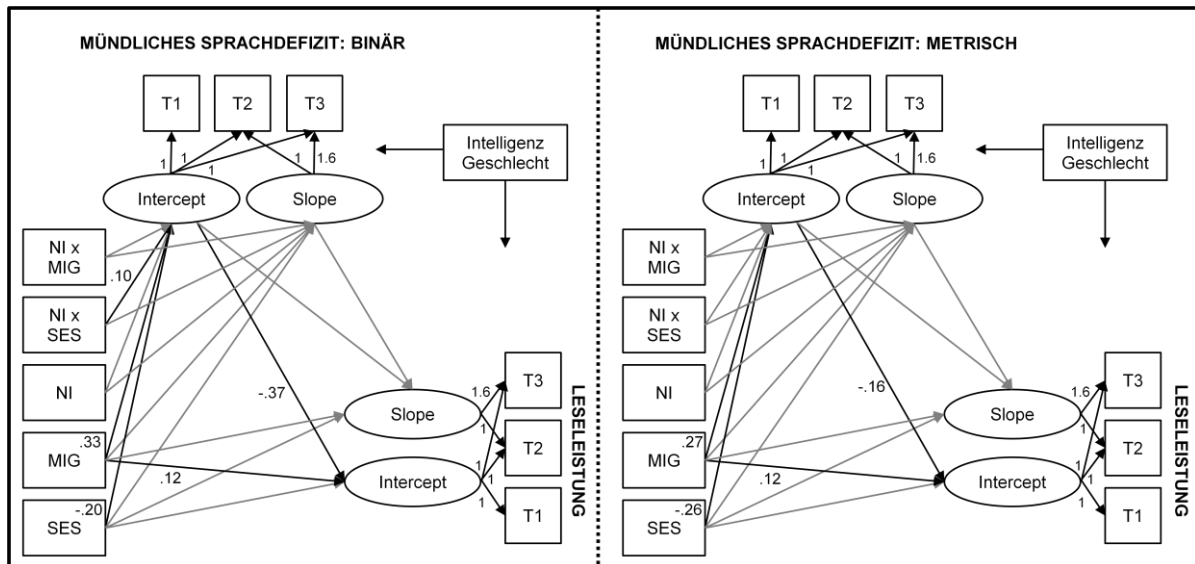 MÜNDLICHES SPRACHDEFIZIT: BINÄR
T1
T2
T3
Intelligenz
Geschlecht
1
1
1
1
1.6
Intercept
Slope
NI x
MIG
.10
NI x
SES
NI
-.37
.33
MIG
.12
-.20
SES
Slope
Intercept
1.6
1
1
1
1
T3
T2
T1
LESELEISTUNG
MÜNDLICHES SPRACHDEFIZIT: METRISCH
T1
T2
T3
Intelligenz
Geschlecht
1
1
1
1
1.6
Intercept
Slope
NI x
MIG
NI x
SES
NI
-.16
.27
MIG
.12
-.26
SES
Slope
Intercept
1.6
1
1
1
1
T3
T2
T1
LESELEISTUNG